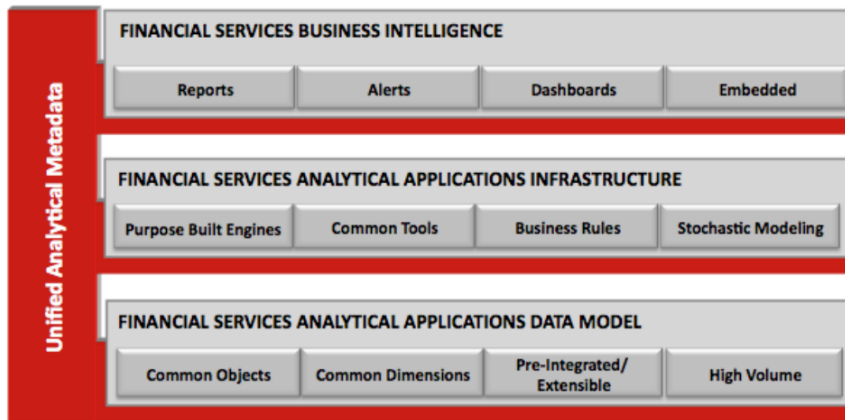 Unified Analytical Metadata
FINANCIAL SERVICES BUSINESS INTELLIGENCE
Reports
Alerts
Dashboards
Embedded
FINANCIAL SERVICES ANALYTICAL APPLICATIONS INFRASTRUCTURE
Purpose Built Engines
Common Tools
Business Rules
Stochastic Modeling
FINANCIAL SERVICES ANALYTICAL APPLICATIONS DATA MODEL
Common Objects
Common Dimensions
Pre-Integrated/
Extensible
High Volume